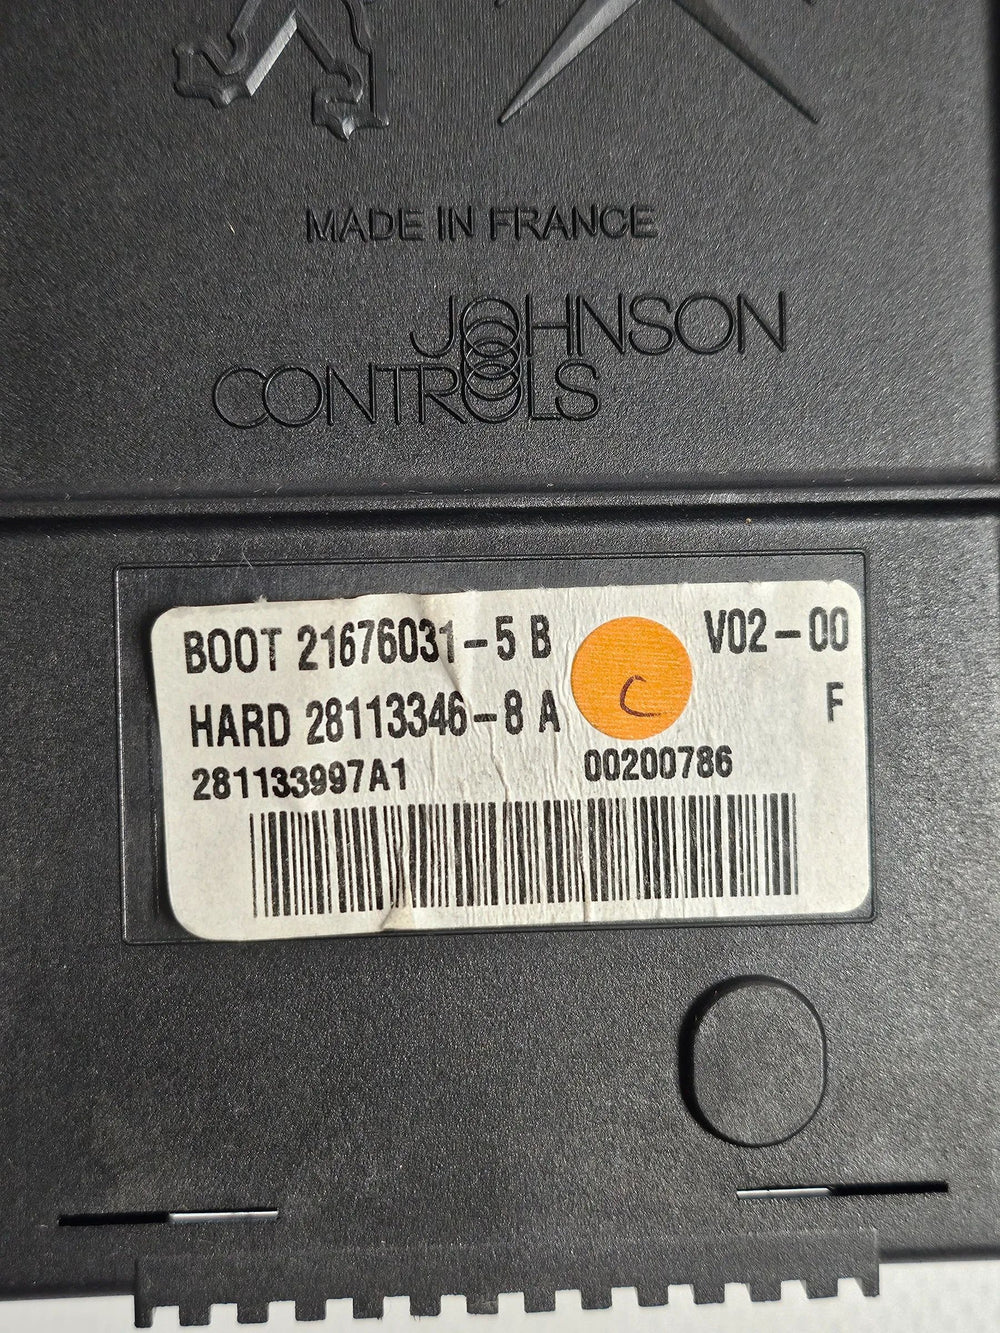 MADE IN FRANCE
JOHNSON
CONTROLS
BOOT 21676031-5 B V02-00
HARD 28113346-8 A C F
281133997A1 00200786